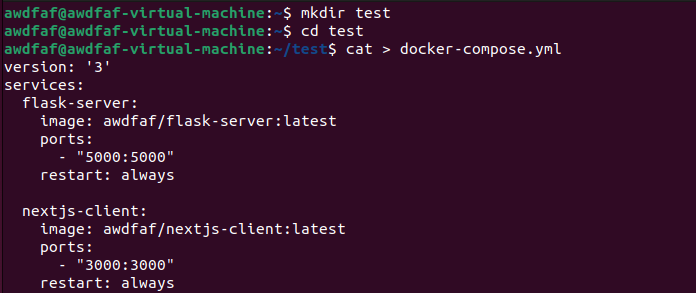 awdfaf@awdfaf-virtual-machine:~$ mkdir test
awdfaf@awdfaf-virtual-machine:~$ cd test
awdfaf@awdfaf-virtual-machine:~/test$ cat > docker-compose.yml
version: '3'
services:
  flask-server:
    image: awdfaf/flask-server:latest
    ports:
      - "5000:5000"
    restart: always

  nextjs-client:
    image: awdfaf/nextjs-client:latest
    ports:
      - "3000:3000"
    restart: always